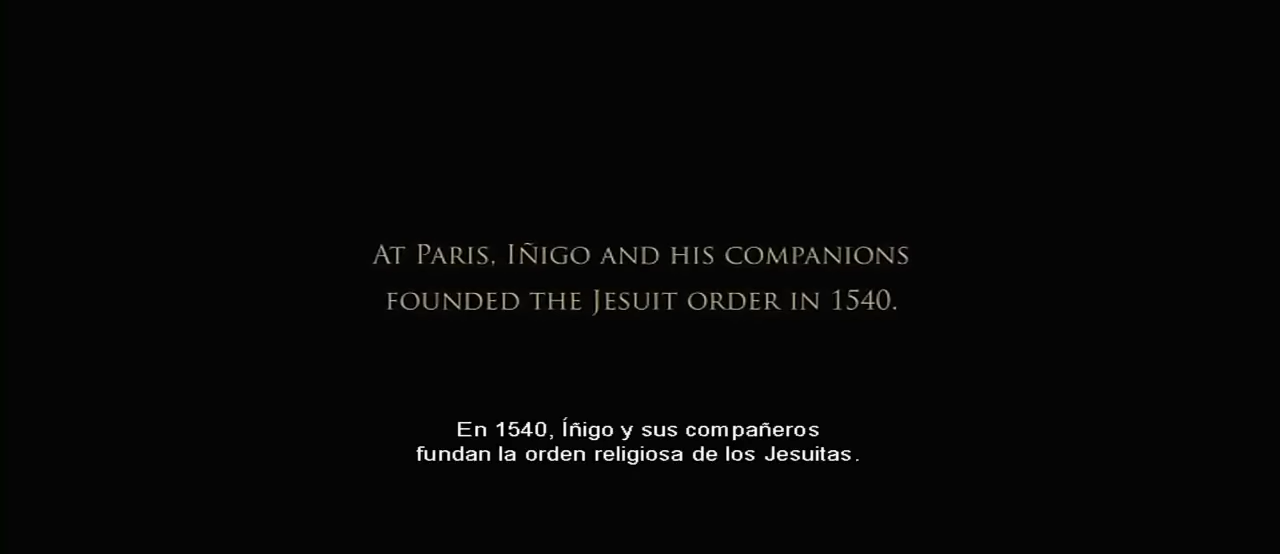 At Paris, Iñigo and his companions
founded the Jesuit order in 1540.
En 1540, Íñigo y sus compañeros
fundan la orden religiosa de los Jesuitas.